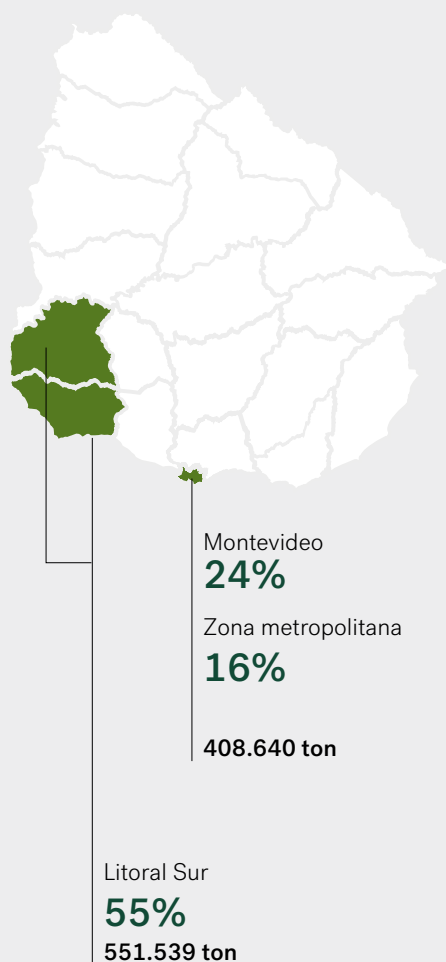 Montevideo
24%
Zona metropolitana
16%
408.640 ton
Litoral Sur
55%
551.539 ton